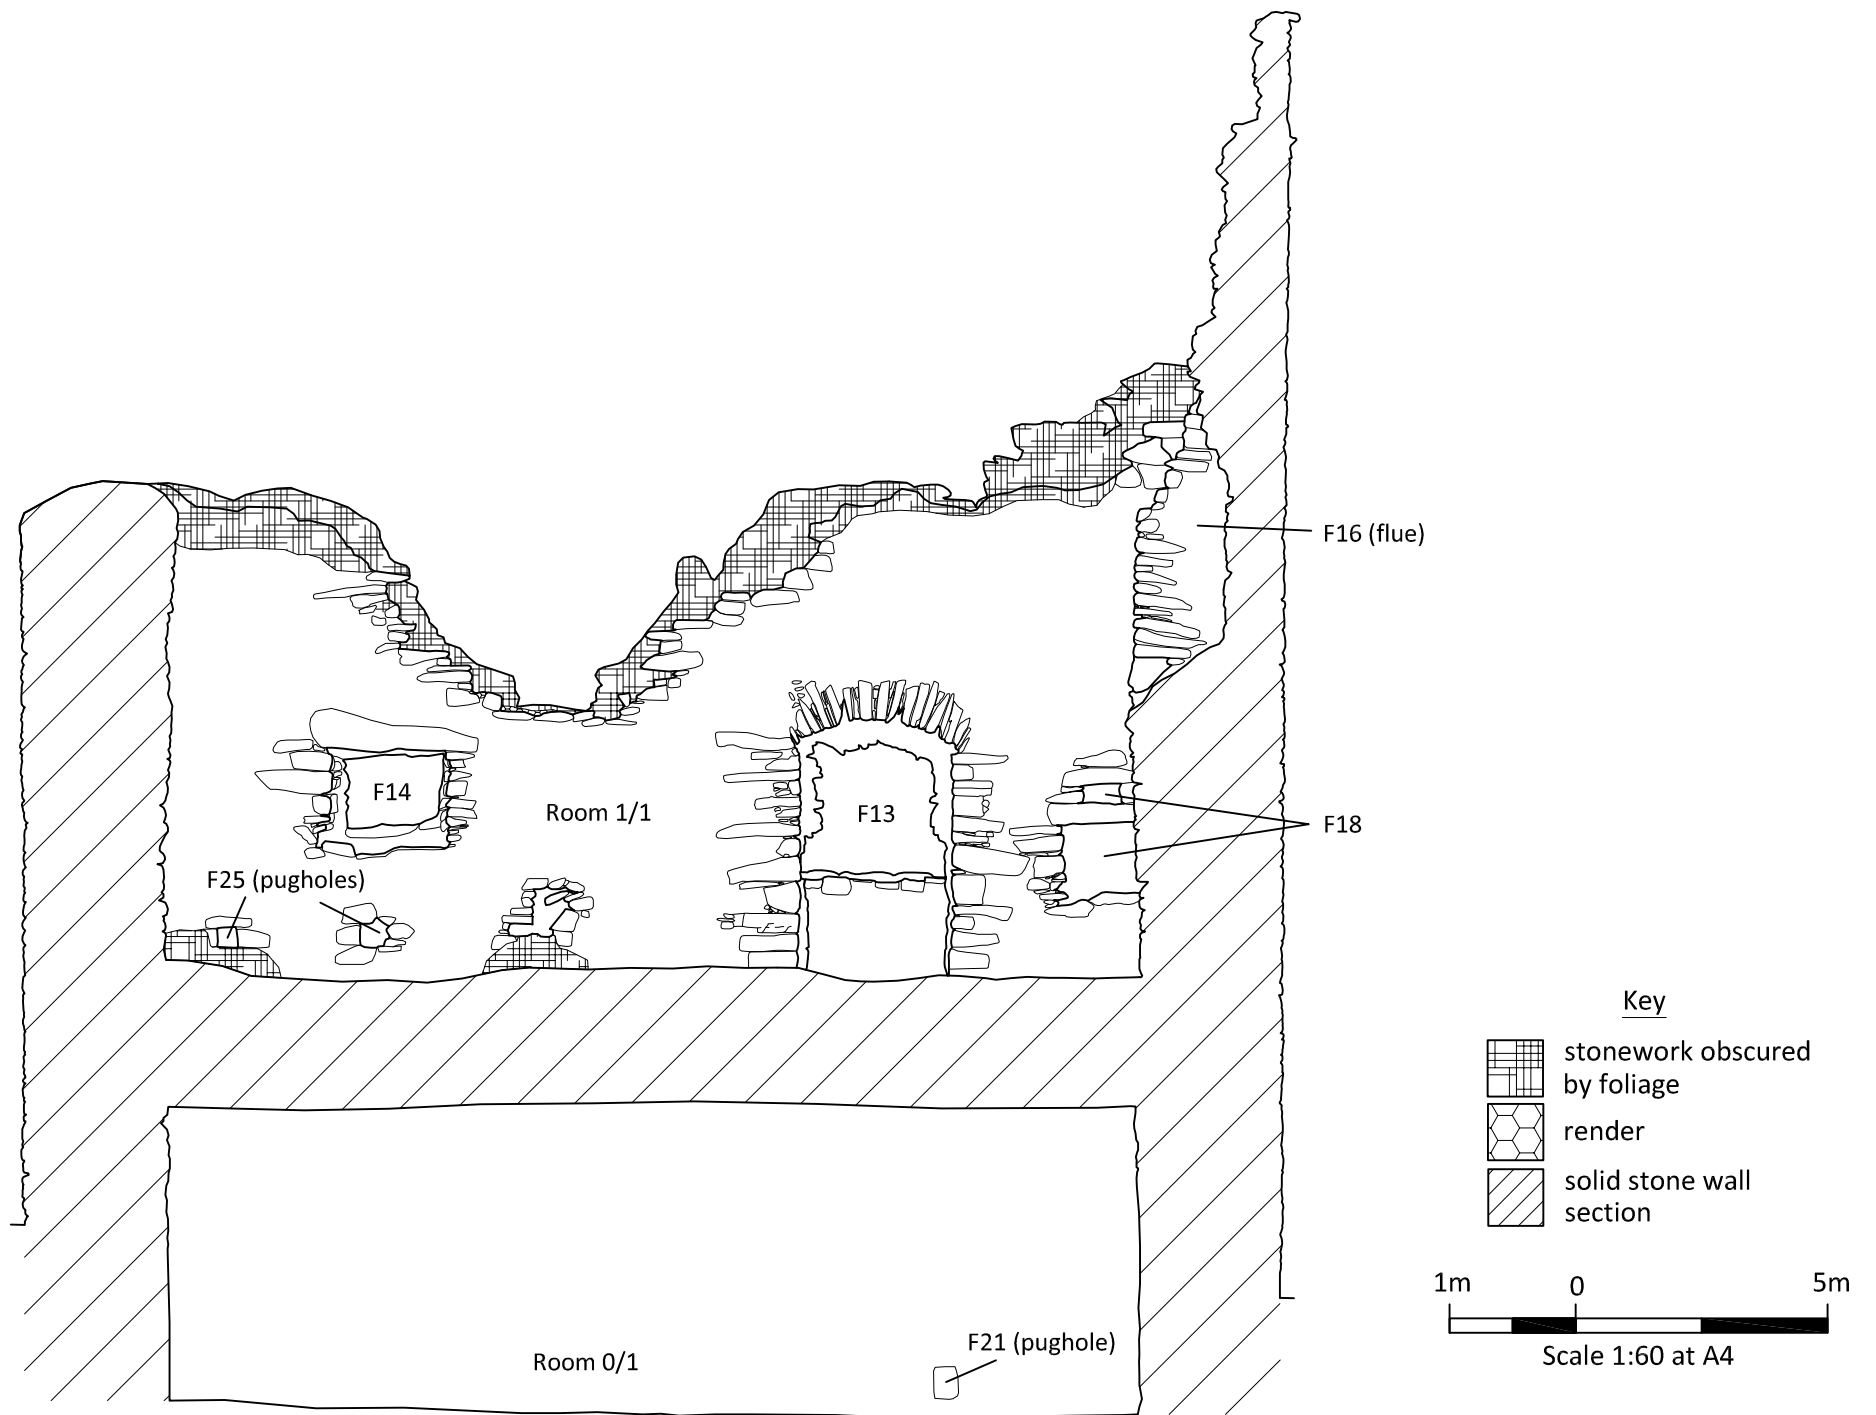 F16 (flue)
F14
Room 1/1
F13
F18
F25 (pugholes)
Key
stonework obscured
by foliage
render
solid stone wall
section
1m
0
5m
Scale 1:60 at A4
F21 (pughole)
Room 0/1